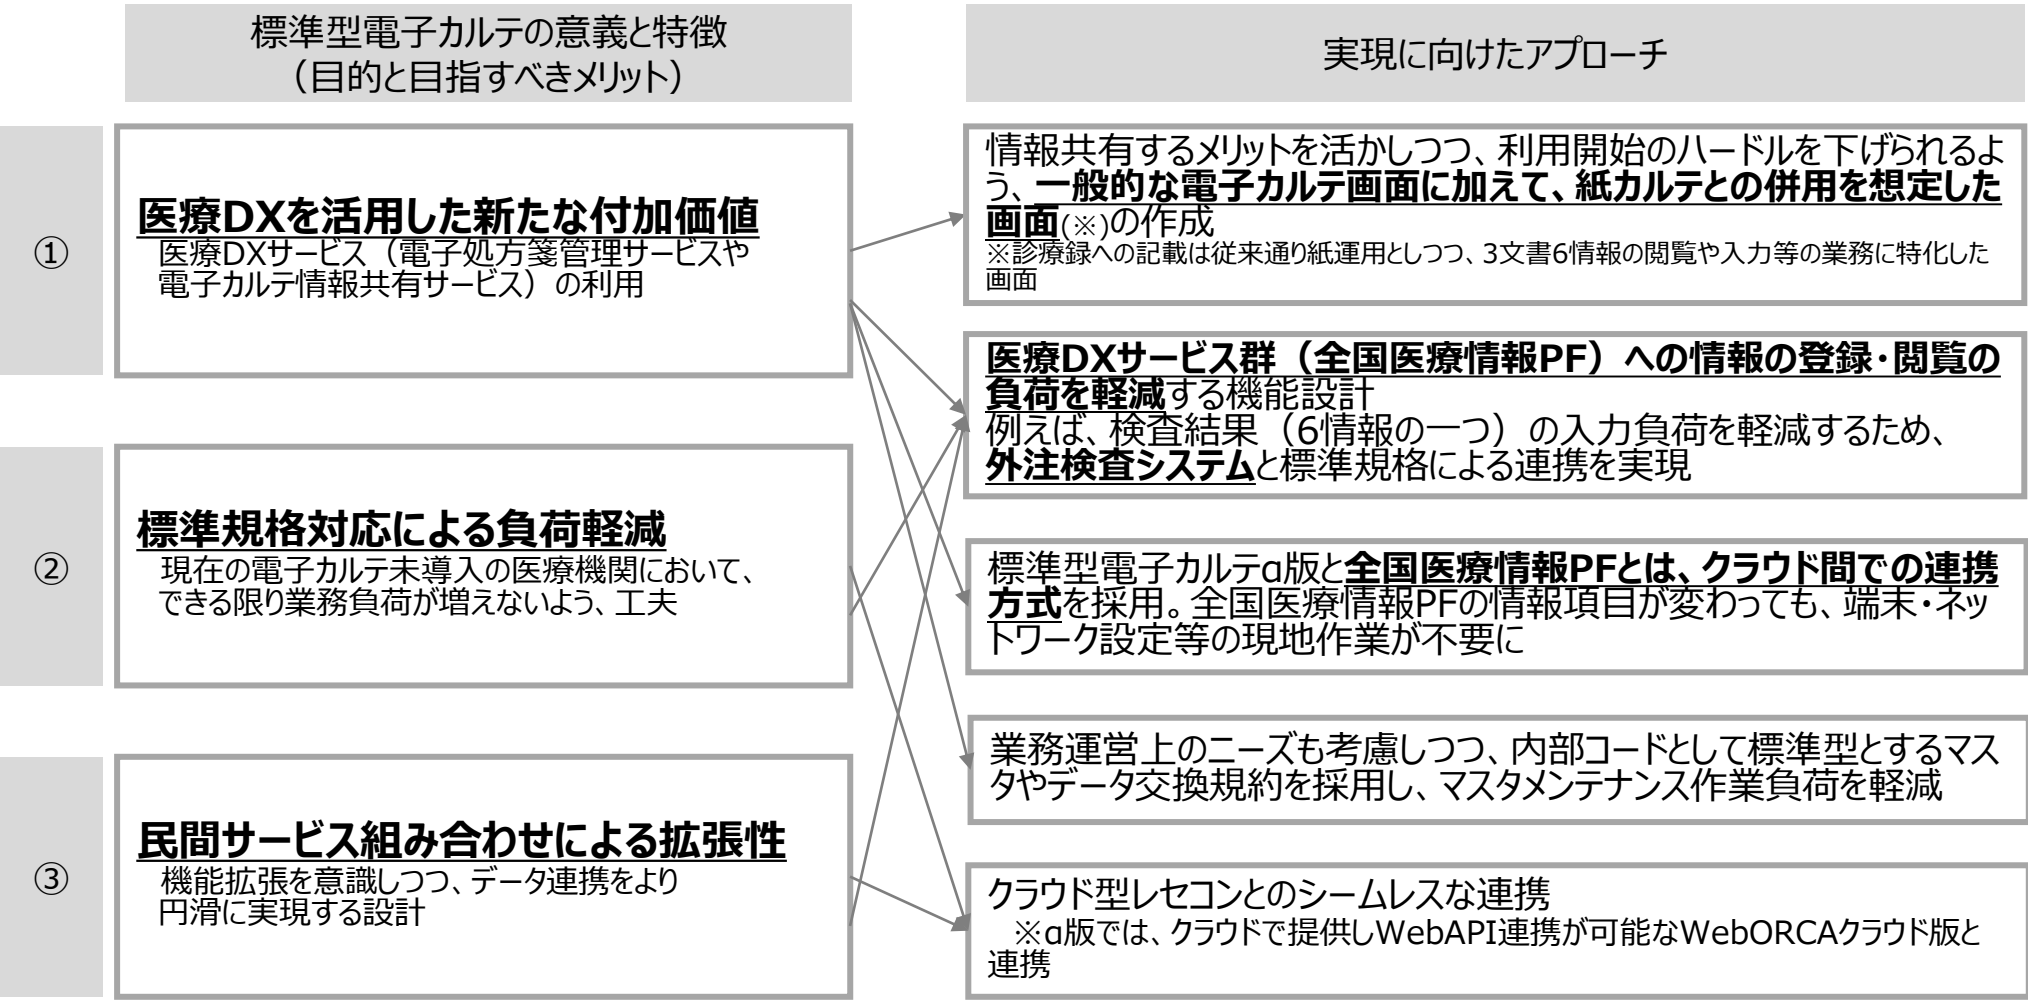 標準型電子カルテの意義と特徴
（目的と目指すべきメリット）
実現に向けたアプローチ
①
医療DXを活用した新たな付加価値
医療DXサービス（電子処方箋管理サービスや
電子カルテ情報共有サービス）の利用
②
標準規格対応による負荷軽減
現在の電子カルテ未導入の医療機関において、
できる限り業務負荷が増えないよう、工夫
③
民間サービス組み合わせによる拡張性
機能拡張を意識しつつ、データ連携をより
円滑に実現する設計
情報共有するメリットを活かしつつ、利用開始のハードルを下げられるよ
う、一般的な電子カルテ画面に加えて、紙カルテとの併用を想定した
画面(※)の作成
※診療録への記載は従来通り紙運用としつつ、3文書6情報の閲覧や入力等の業務に特化した
画面
医療DXサービス群（全国医療情報PF）への情報の登録・閲覧の
負荷を軽減する機能設計
例えば、検査結果（6情報の一つ）の入力負荷を軽減するため、
外注検査システムと標準規格による連携を実現
標準型電子カルテα版と全国医療情報PFとは、クラウド間での連携
方式を採用。全国医療情報PFの情報項目が変わっても、端末・ネッ
トワーク設定等の現地作業が不要に
業務運営上のニーズも考慮しつつ、内部コードとして標準型とするマス
タやデータ交換規約を採用し、マスタメンテナンス作業負荷を軽減
クラウド型レセコンとのシームレスな連携
※α版では、クラウドで提供しWebAPI連携が可能なWebORCAクラウド版と
連携